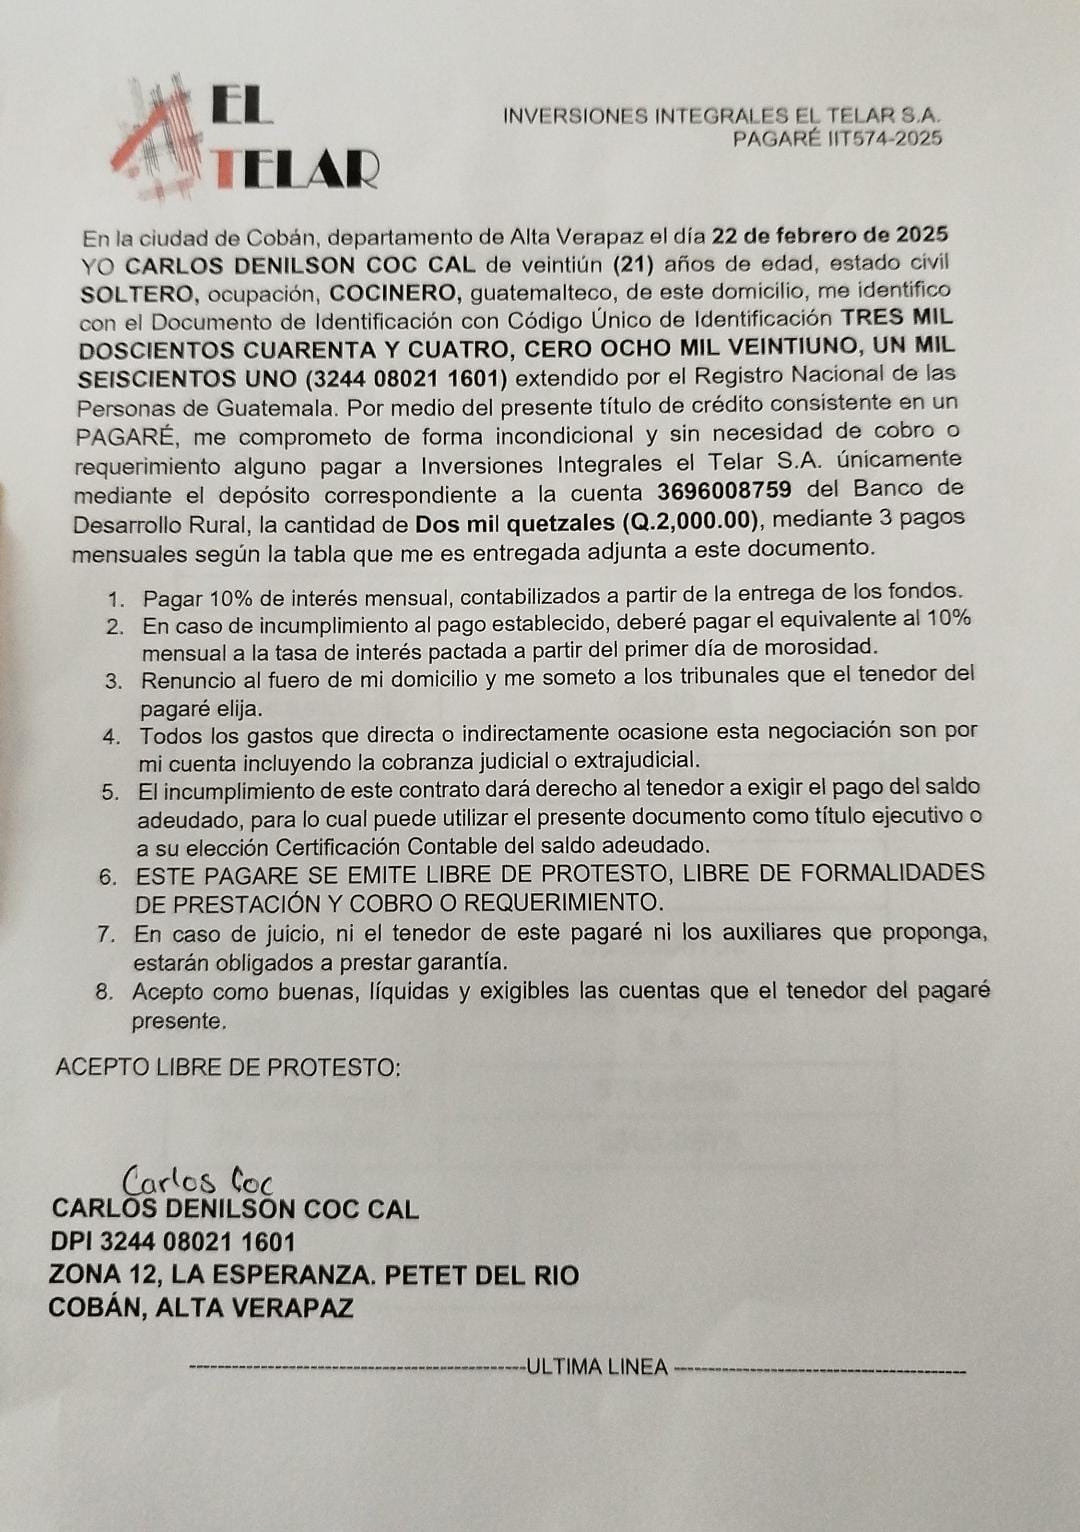 EL
TELAR
INVERSIONES INTEGRALES EL TELAR S.A.
PAGARÉ IIT574-2025
En la ciudad de Cobán, departamento de Alta Verapaz el día 22 de febrero de 2025
YO CARLOS DENILSON COC CAL de veintiún (21) años de edad, estado civil
SOLTERO, ocupación, COCINERO, guatemalteco, de este domicilio, me identifico
con el Documento de Identificación con Código Único de Identificación TRES MIL
DOSCIENTOS CUARENTA Y CUATRO, CERO OCHO MIL VEINTIUNO, UN MIL
SEISCIENTOS UNO (3244 08021 1601) extendido por el Registro Nacional de las
Personas de Guatemala. Por medio del presente título de crédito consistente en un
PAGARÉ, me comprometo de forma incondicional y sin necesidad de cobro o
requerimiento alguno pagar a Inversiones Integrales el Telar S.A. únicamente
mediante el depósito correspondiente a la cuenta 3696008759 del Banco de
Desarrollo Rural, la cantidad de Dos mil quetzales (Q.2,000.00), mediante 3 pagos
mensuales según la tabla que me es entregada adjunta a este documento.
1. Pagar 10% de interés mensual, contabilizados a partir de la entrega de los fondos.
2. En caso de incumplimiento al pago establecido, deberé pagar el equivalente al 10%
mensual a la tasa de interés pactada a partir del primer día de morosidad.
3. Renuncio al fuero de mi domicilio y me someto a los tribunales que el tenedor del
pagaré elija.
4. Todos los gastos que directa o indirectamente ocasione esta negociación son por
mi cuenta incluyendo la cobranza judicial o extrajudicial.
5. El incumplimiento de este contrato dará derecho al tenedor a exigir el pago del saldo
adeudado, para lo cual puede utilizar el presente documento como título ejecutivo o
a su elección Certificación Contable del saldo adeudado.
6. ESTE PAGARE SE EMITE LIBRE DE PROTESTO, LIBRE DE FORMALIDADES
DE PRESTACIÓN Y COBRO O REQUERIMIENTO.
7. En caso de juicio, ni el tenedor de este pagaré ni los auxiliares que proponga,
estarán obligados a prestar garantía.
8. Acepto como buenas, líquidas y exigibles las cuentas que el tenedor del pagaré
presente.
ACEPTO LIBRE DE PROTESTO:
Carlos Coc
CARLOS DENILSON COC CAL
DPI 3244 08021 1601
ZONA 12, LA ESPERANZA. PETET DEL RIO
COBÁN, ALTA VERAPAZ
------------------------------------------------ULTIMA LINEA ------------------------------------------